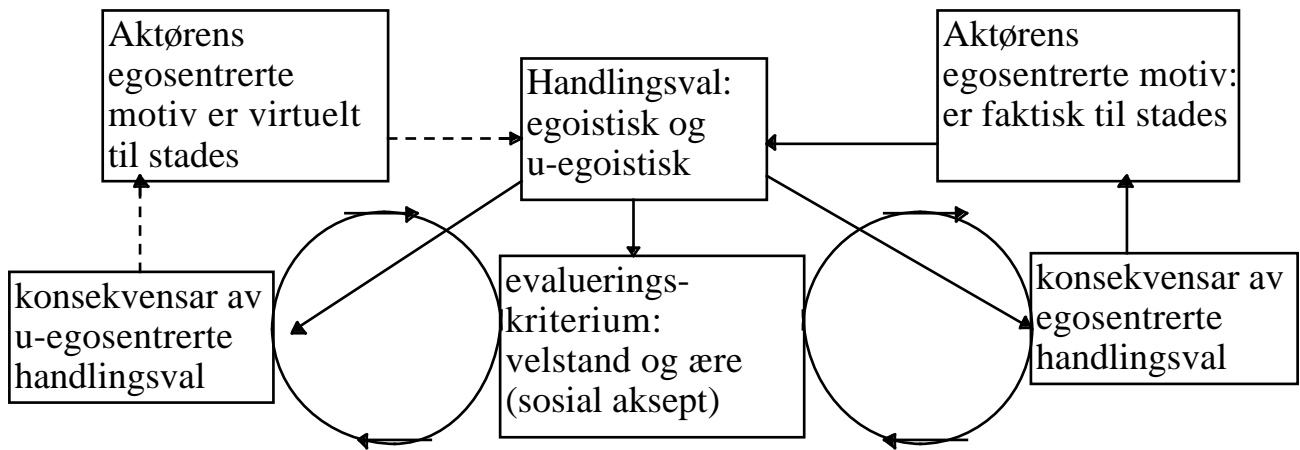 Aktørens
egosentrerte
motiv er virtuelt
til stades
Handlingsval:
egoistisk og
u-egoistisk
Aktørens
egosentrerte motiv:
er faktisk til stades
konsekvensar av
u-egosentrerte
handlingsval
evaluerings-
kriterium:
velstand og ære
(sosial aksept)
konsekvensar av
egosentrerte
handlingsval